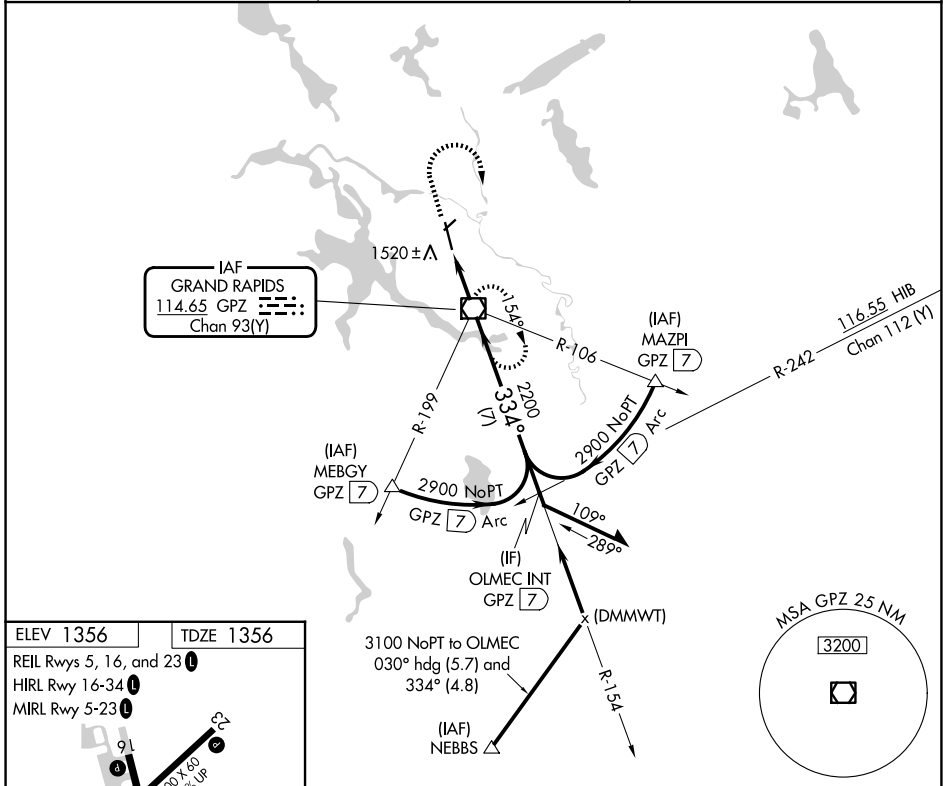 1520 ±
IAF
GRAND RAPIDS
114.65 GPZ
Chan 93(Y)
154°
R-106
(IAF)
MAZPI
GPZ 7
116.55 HIB
Chan 112 (Y)
R-242
R-199
2200
334°
(7)
2900 NoPT
GPZ 7 Arc
(IAF)
MEBGY
GPZ 7
2900 NoPT
GPZ 7 Arc
109°
289°
(IF)
OLMEC INT
GPZ 7
x (DMMWT)
3100 NoPT to OLMEC
030° hdg (5.7) and
334° (4.8)
R-154
(IAF)
NEBBS
MSA GPZ 25 NM
3200
ELEV 1356
TDZE 1356
REIL Rwys 5, 16, and 23 L
HIRL Rwy 16-34 L
MIRL Rwy 5-23 L
16
23
P
P
00 X 60
% UP